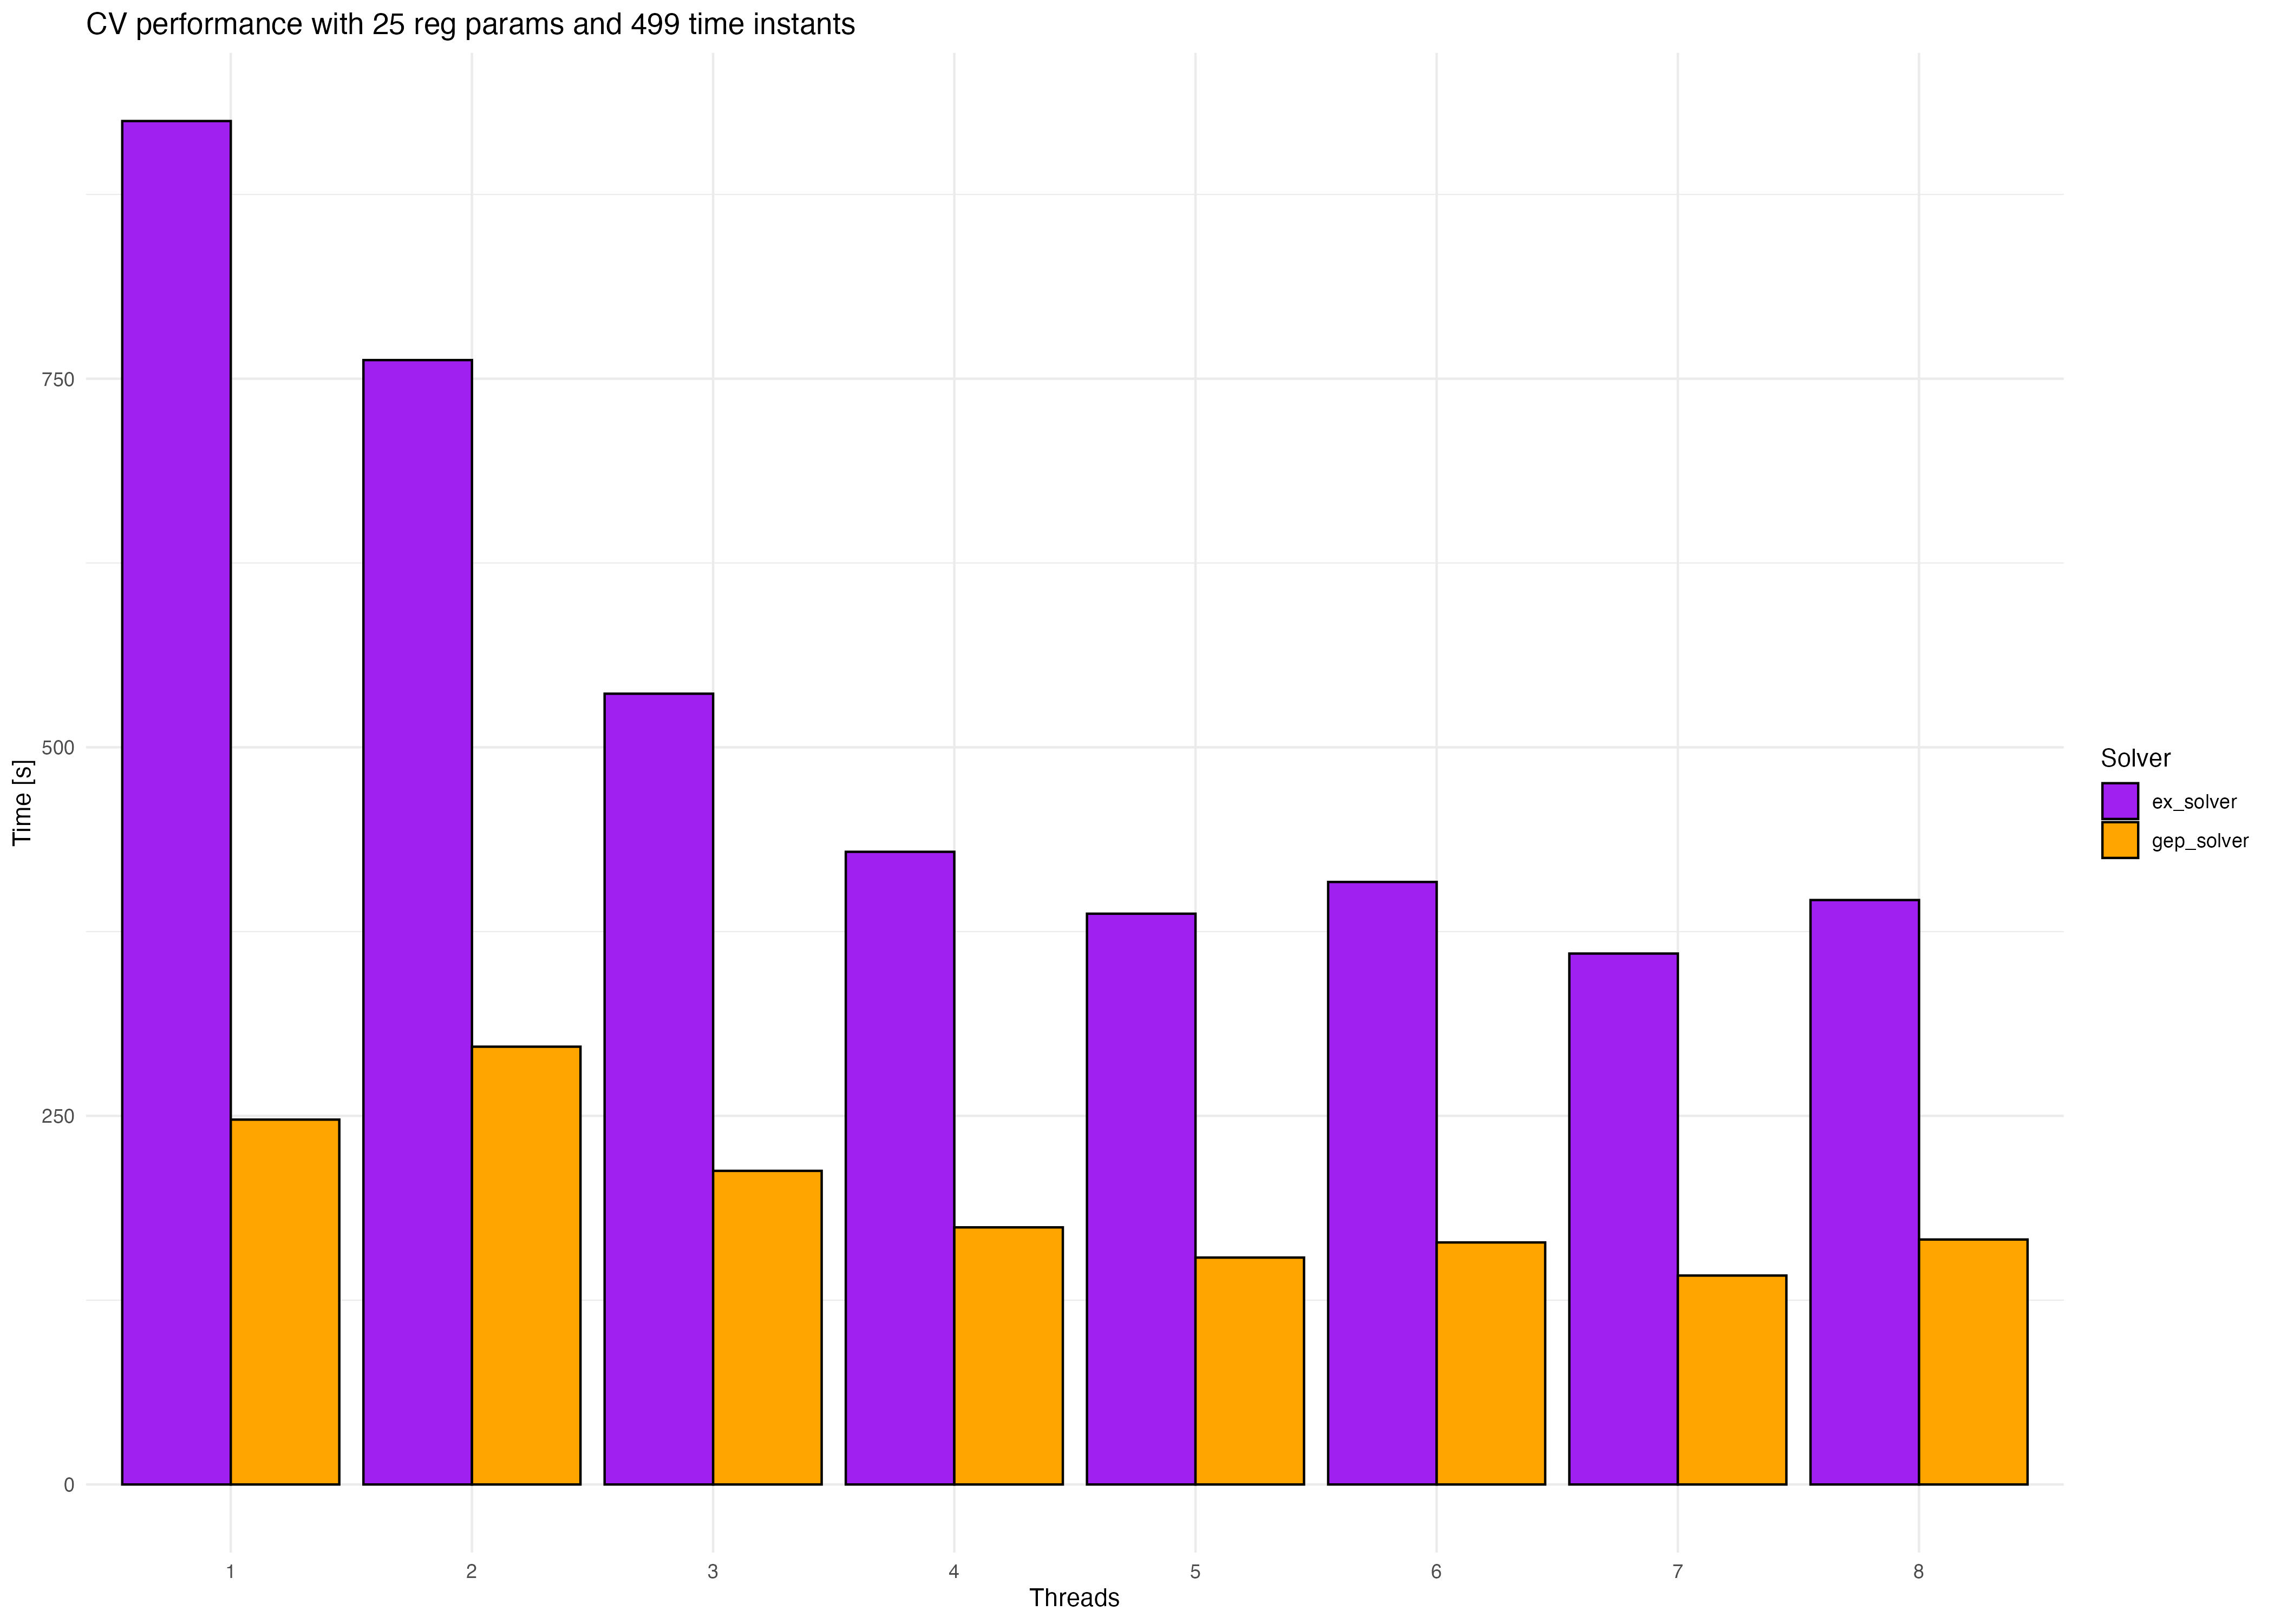 CV performance with 25 reg params and 499 time instants
Time [s]
750
500
250
0
1 2 3 4 5 6 7 8
Threads
Solver
ex_solver
gep_solver